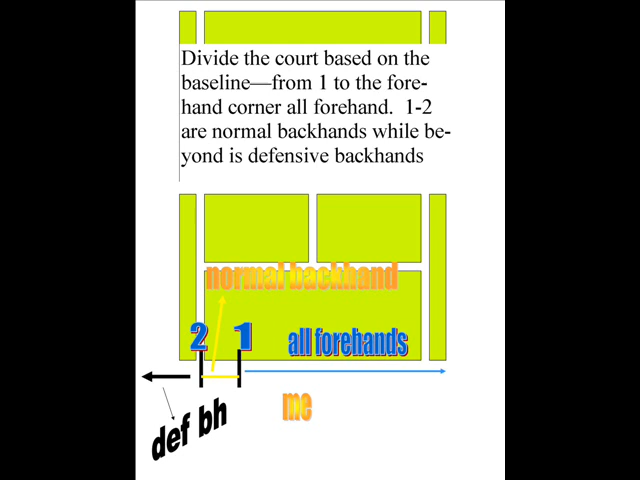 Divide the court based on the
baseline—from 1 to the fore-
hand corner all forehand. 1-2
are normal backhands while be-
yond is defensive backhands
normal backhand
2 1 all forehands
me
def bh